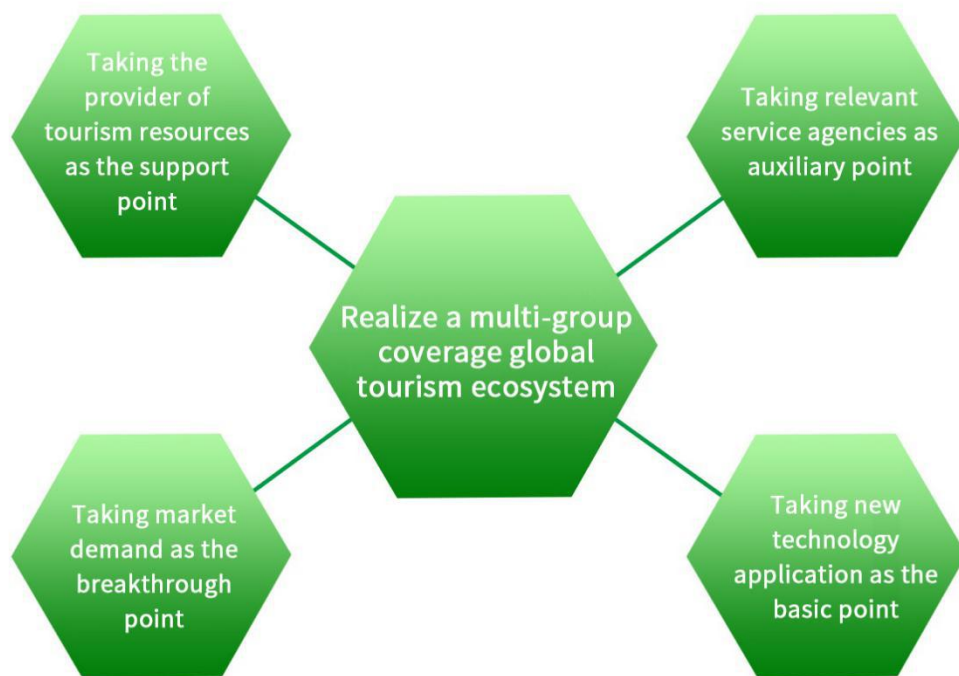 Taking the
provider of
tourism resources
as the support
point
Taking relevant
service agencies as
auxiliary point
Realize a multi-group
coverage global
tourism ecosystem
Taking market
demand as the
breakthrough
point
Taking new
technology
application as the
basic point